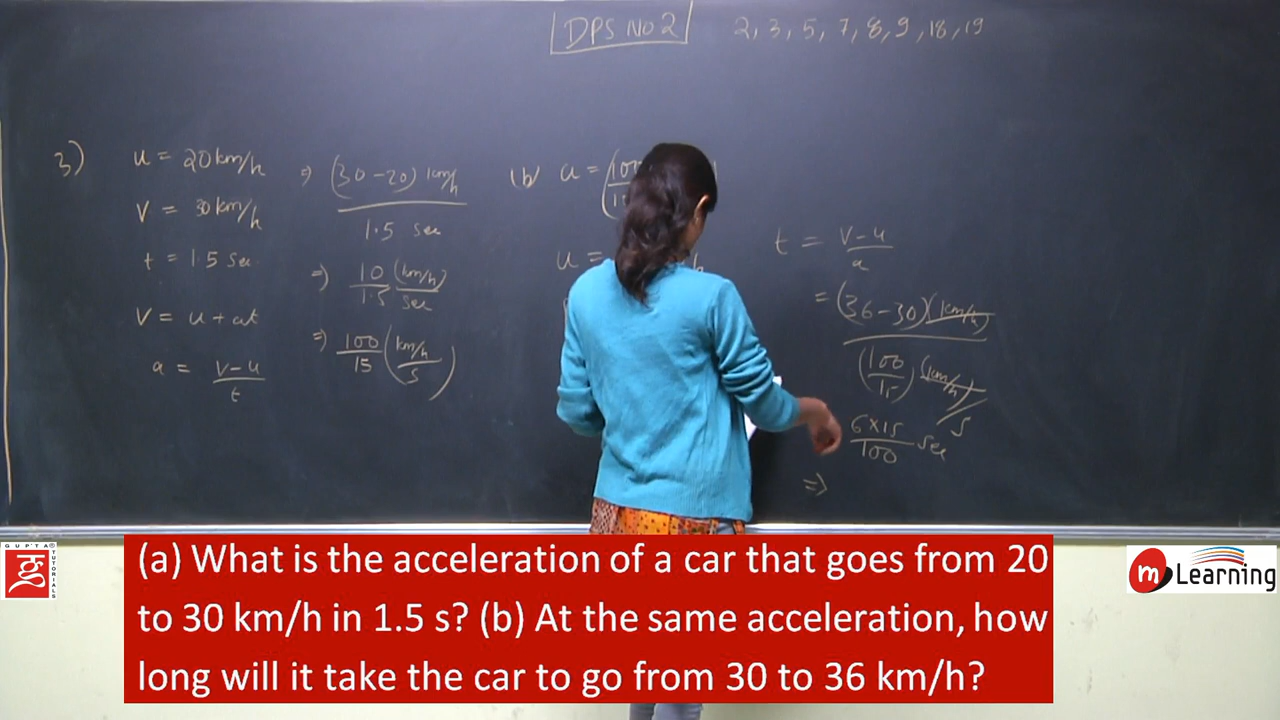 DPS NO 2
2, 3, 5, 7, 8, 9, 18, 19
3)
u = 20 km/h
v = 30 km/h
t = 1.5 sec.
v = u + at
a = v-u / t
⇒ (30-20) km/h / 1.5 sec
⇒ 10/1.5 (km/h)/sec
⇒ 100/15 (km/h / s)
(b) a = (100
u =
t = v-u / a
= (36-30) (km/h)
(100/15) (km/h) / s
6×15 / 100 sec
⇒
(a) What is the acceleration of a car that goes from 20
to 30 km/h in 1.5 s? (b) At the same acceleration, how
long will it take the car to go from 30 to 36 km/h?
GUPTA
TUTORIALS
m Learning